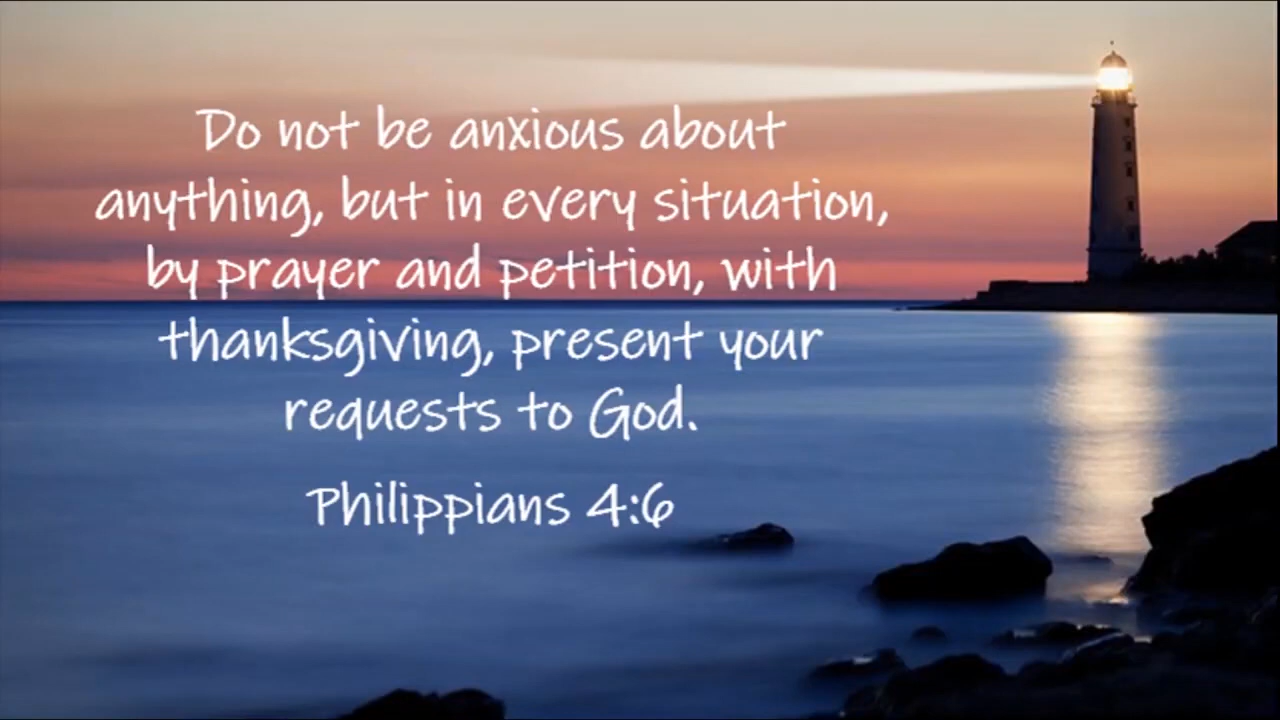 Do not be anxious about
anything, but in every situation,
by prayer and petition, with
thanksgiving, present your
requests to God.
Philippians 4:6